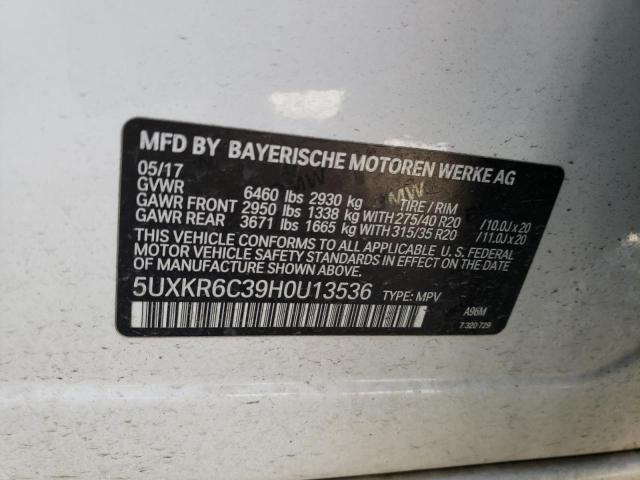 MFD BY BAYERISCHE MOTOREN WERKE AG
05/17
GVWR 6460 lbs 2930 kg TIRE / RIM
GAWR FRONT 2950 lbs 1338 kg WITH 275/40 R20 /10.0J x 20
GAWR REAR 3671 lbs 1665 kg WITH 315/35 R20 /11.0J x 20
THIS VEHICLE CONFORMS TO ALL APPLICABLE U. S. FEDERAL
MOTOR VEHICLE SAFETY STANDARDS IN EFFECT ON THE DATE OF
MANUFACTURE SHOWN ABOVE.
5UXKR6C39H0U13536 TYPE: MPV
A96M
7 320 729